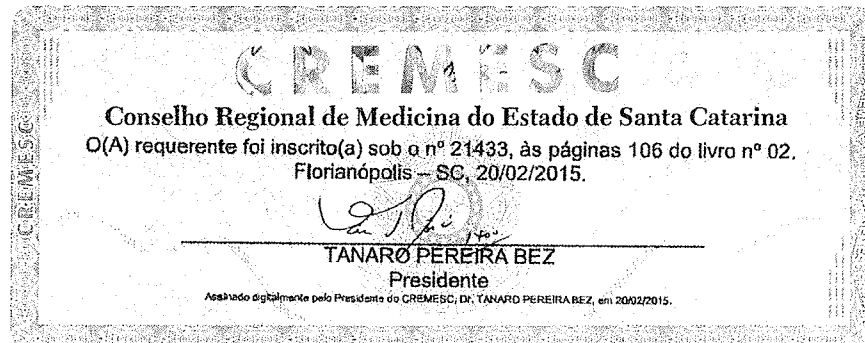 CREMESC
CREMESC
Conselho Regional de Medicina do Estado de Santa Catarina
O(A) requerente foi inscrito(a) sob o nº 21433, às páginas 106 do livro nº 02.
Florianópolis – SC, 20/02/2015.
TANARO PEREIRA BEZ
Presidente
Assinado digitalmente pelo Presidente do CREMESC, Dr. TANARO PEREIRA BEZ, em 20/02/2015.